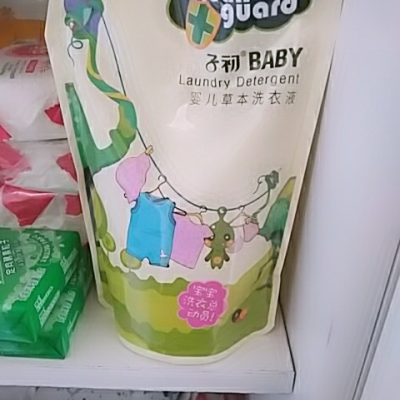 guard
子初 BABY
Laundry Detergent
婴儿草本洗衣液
宝宝
洗衣总
动员!